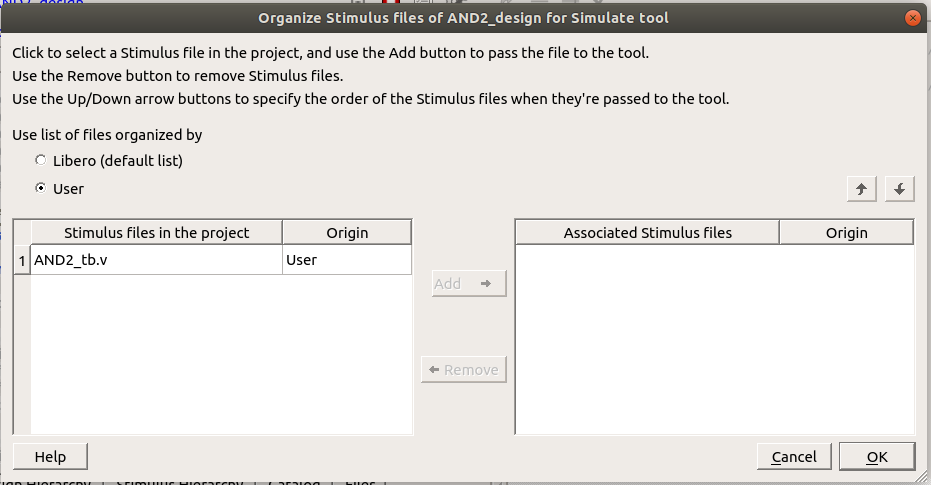 Organize Stimulus files of AND2_design for Simulate tool
Click to select a Stimulus file in the project, and use the Add button to pass the file to the tool.
Use the Remove button to remove Stimulus files.
Use the Up/Down arrow buttons to specify the order of the Stimulus files when they're passed to the tool.
Use list of files organized by
Libero (default list)
User
Stimulus files in the project Origin
1 AND2_tb.v User
Add
Remove
Associated Stimulus files Origin
Help
Cancel
OK